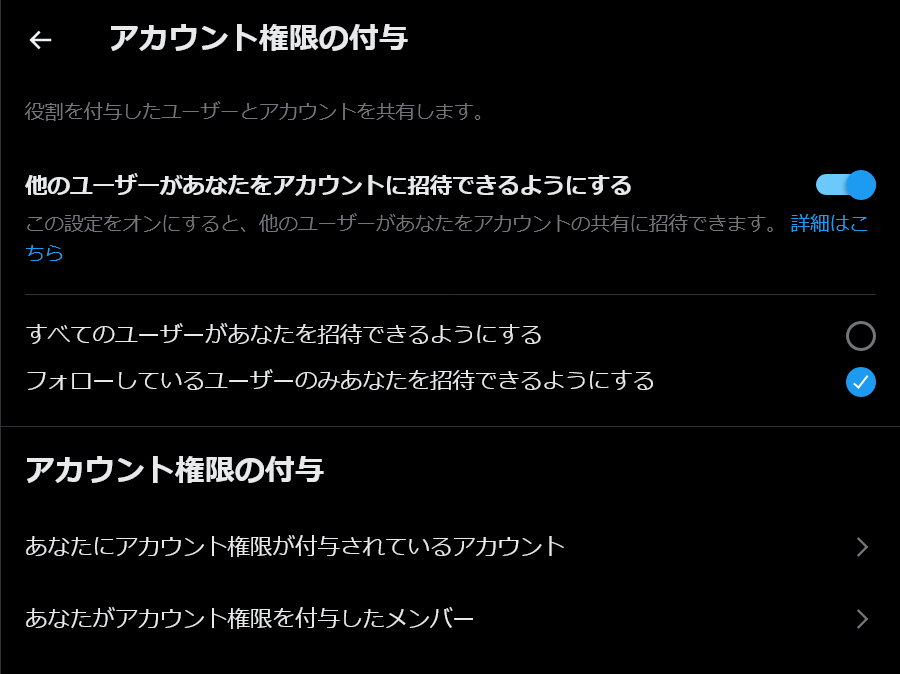 アカウント権限の付与
役割を付与したユーザーとアカウントを共有します。
他のユーザーがあなたをアカウントに招待できるようにする
この設定をオンにすると、他のユーザーがあなたをアカウントの共有に招待できます。 詳細はこ
ちら
すべてのユーザーがあなたを招待できるようにする
フォローしているユーザーのみあなたを招待できるようにする
アカウント権限の付与
あなたにアカウント権限が付与されているアカウント
あなたがアカウント権限を付与したメンバー